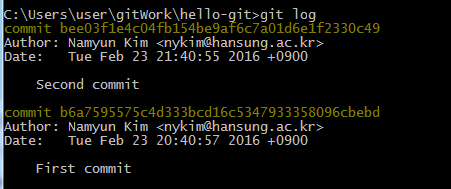 C:\Users\user\gitWork\hello-git>git log
commit bee03f1e4c04fb154be9af6c7a01d6e1f2330c49
Author: Namyun Kim <nykim@hansung.ac.kr>
Date:   Tue Feb 23 21:40:55 2016 +0900
Second commit
commit b6a7595575c4d333bcd16c5347933358096cbebd
Author: Namyun Kim <nykim@hansung.ac.kr>
Date:   Tue Feb 23 20:40:57 2016 +0900
First commit